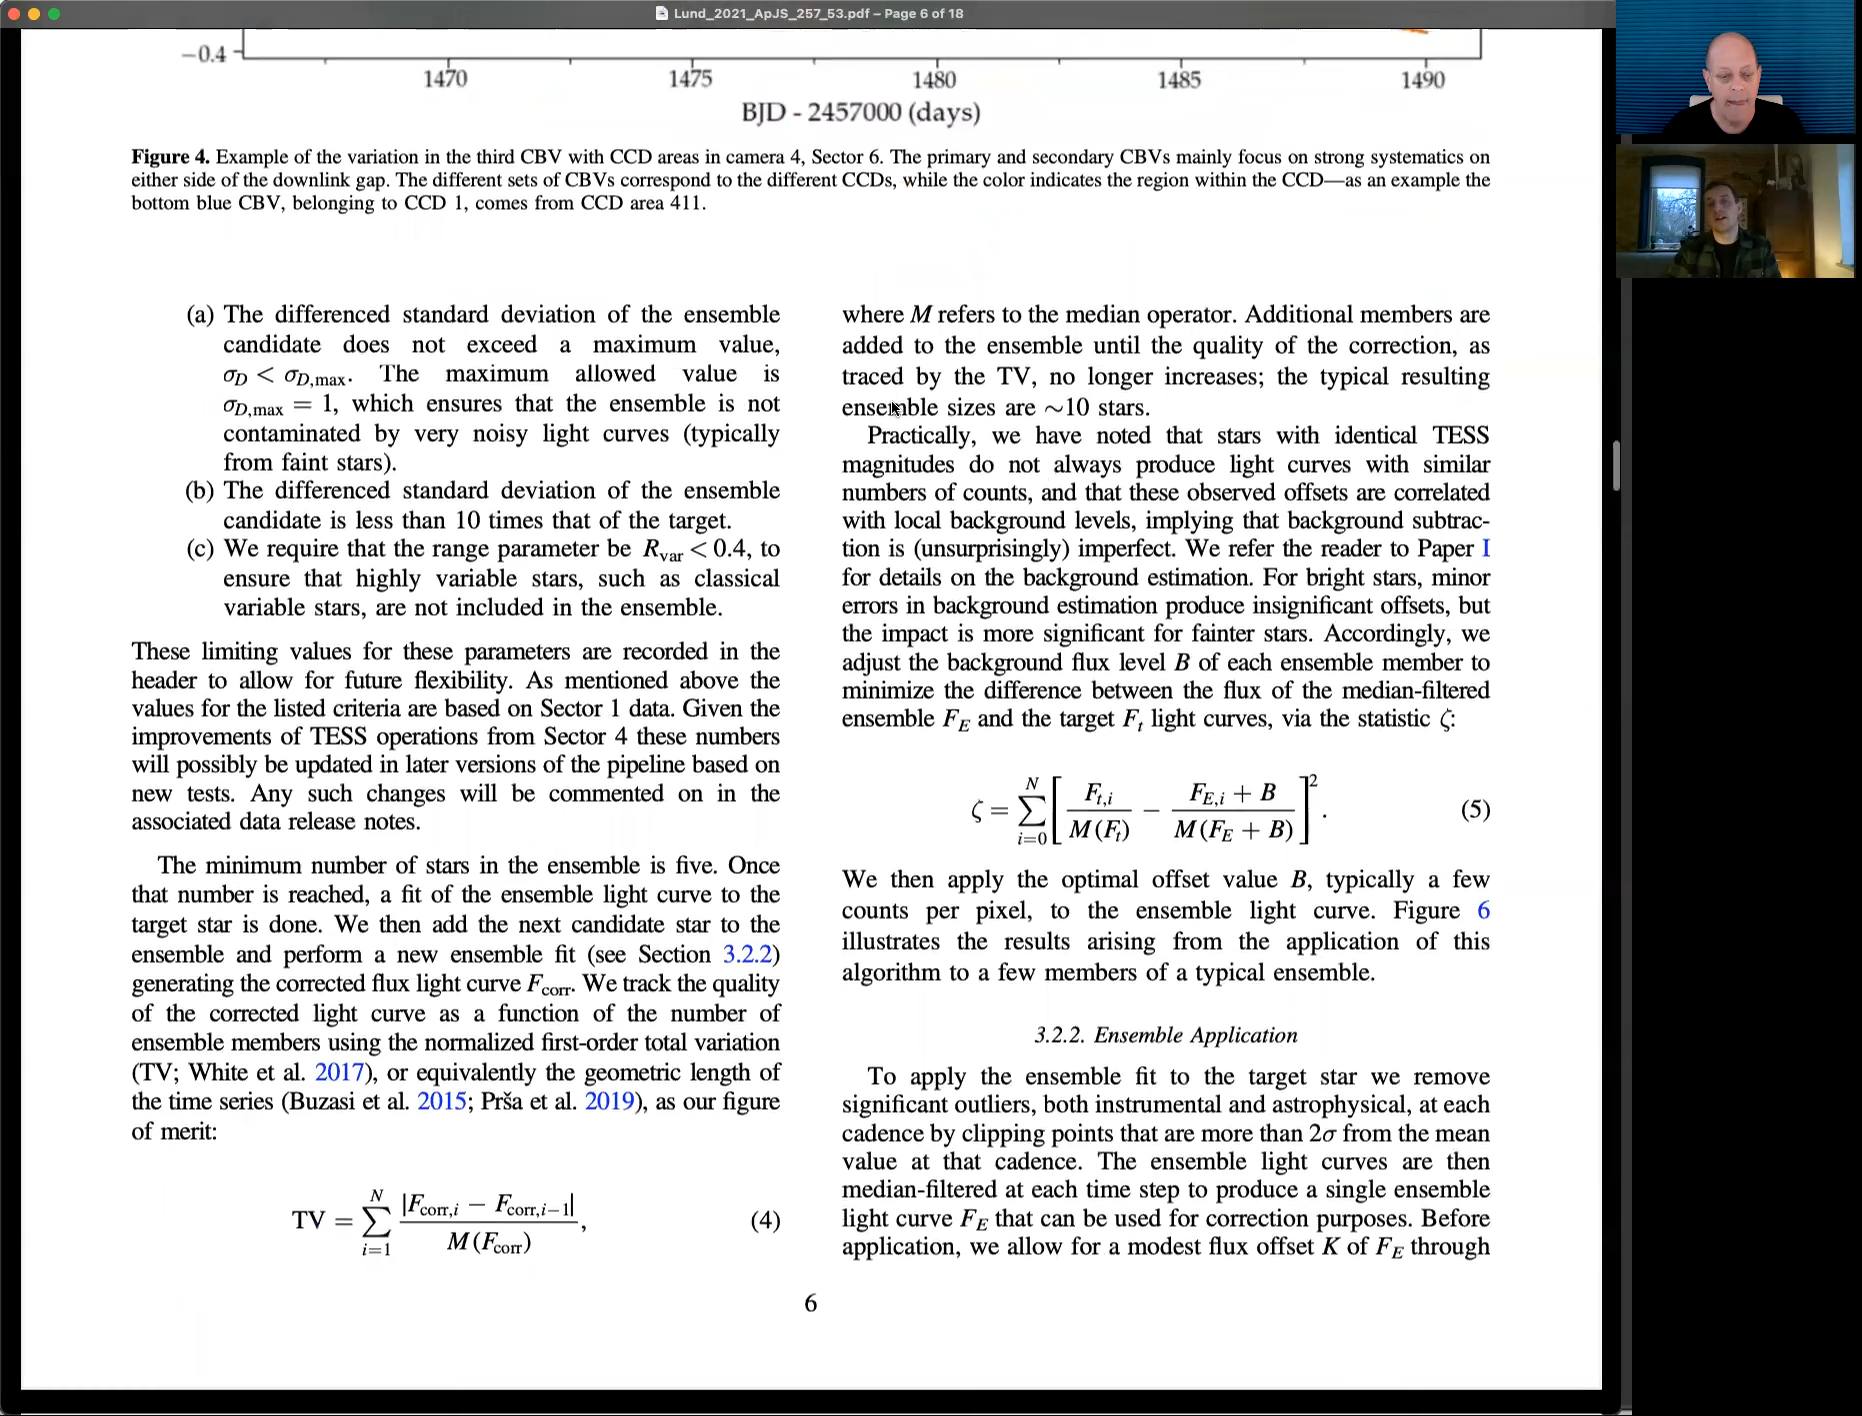 Lund_2021_ApJS_257_53.pdf – Page 6 of 18
−0.4
1470 1475 1480 1485 1490
BJD - 2457000 (days)
Figure 4. Example of the variation in the third CBV with CCD areas in camera 4, Sector 6. The primary and secondary CBVs mainly focus on strong systematics on
either side of the downlink gap. The different sets of CBVs correspond to the different CCDs, while the color indicates the region within the CCD—as an example the
bottom blue CBV, belonging to CCD 1, comes from CCD area 411.
(a) The differenced standard deviation of the ensemble
candidate does not exceed a maximum value,
σD < σD,max. The maximum allowed value is
σD,max = 1, which ensures that the ensemble is not
contaminated by very noisy light curves (typically
from faint stars).
(b) The differenced standard deviation of the ensemble
candidate is less than 10 times that of the target.
(c) We require that the range parameter be Rvar < 0.4, to
ensure that highly variable stars, such as classical
variable stars, are not included in the ensemble.
These limiting values for these parameters are recorded in the
header to allow for future flexibility. As mentioned above the
values for the listed criteria are based on Sector 1 data. Given the
improvements of TESS operations from Sector 4 these numbers
will possibly be updated in later versions of the pipeline based on
new tests. Any such changes will be commented on in the
associated data release notes.
The minimum number of stars in the ensemble is five. Once
that number is reached, a fit of the ensemble light curve to the
target star is done. We then add the next candidate star to the
ensemble and perform a new ensemble fit (see Section 3.2.2)
generating the corrected flux light curve Fcorr. We track the quality
of the corrected light curve as a function of the number of
ensemble members using the normalized first-order total variation
(TV; White et al. 2017), or equivalently the geometric length of
the time series (Buzasi et al. 2015; Prša et al. 2019), as our figure
of merit:
TV = ∑_{i=1}^{N} |Fcorr,i − Fcorr,i−1| / M(Fcorr), (4)
where M refers to the median operator. Additional members are
added to the ensemble until the quality of the correction, as
traced by the TV, no longer increases; the typical resulting
ensemble sizes are ∼10 stars.
Practically, we have noted that stars with identical TESS
magnitudes do not always produce light curves with similar
numbers of counts, and that these observed offsets are correlated
with local background levels, implying that background subtrac-
tion is (unsurprisingly) imperfect. We refer the reader to Paper I
for details on the background estimation. For bright stars, minor
errors in background estimation produce insignificant offsets, but
the impact is more significant for fainter stars. Accordingly, we
adjust the background flux level B of each ensemble member to
minimize the difference between the flux of the median-filtered
ensemble FE and the target Ft light curves, via the statistic ζ:
ζ = ∑_{i=0}^{N} [ Ft,i / M(Ft) − (FE,i + B) / M(FE + B) ]². (5)
We then apply the optimal offset value B, typically a few
counts per pixel, to the ensemble light curve. Figure 6
illustrates the results arising from the application of this
algorithm to a few members of a typical ensemble.
3.2.2. Ensemble Application
To apply the ensemble fit to the target star we remove
significant outliers, both instrumental and astrophysical, at each
cadence by clipping points that are more than 2σ from the mean
value at that cadence. The ensemble light curves are then
median-filtered at each time step to produce a single ensemble
light curve FE that can be used for correction purposes. Before
application, we allow for a modest flux offset K of FE through
6